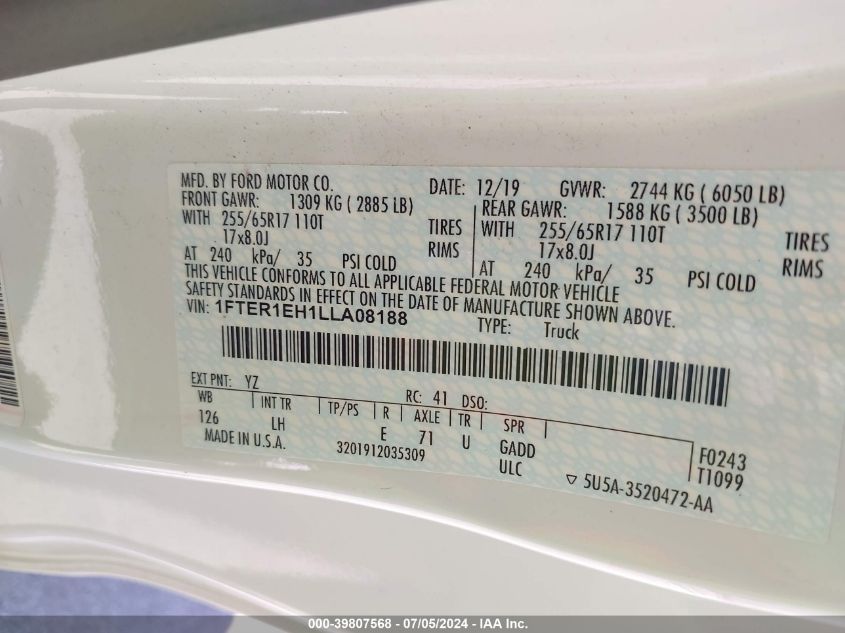 MFD. BY FORD MOTOR CO. DATE: 12/19 GVWR: 2744 KG ( 6050 LB)
FRONT GAWR: 1309 KG ( 2885 LB) REAR GAWR: 1588 KG ( 3500 LB)
WITH 255/65R17 110T TIRES WITH 255/65R17 110T TIRES
17x8.0J RIMS 17x8.0J RIMS
AT 240 kPa/ 35 PSI COLD AT 240 kPa/ 35 PSI COLD
THIS VEHICLE CONFORMS TO ALL APPLICABLE FEDERAL MOTOR VEHICLE
SAFETY STANDARDS IN EFFECT ON THE DATE OF MANUFACTURE SHOWN ABOVE.
VIN: 1FTER1EH1LLA08188 TYPE: Truck
EXT PNT: YZ RC: 41 DSO:
WB INT TR TP/PS R AXLE TR SPR
126 LH E 71 U GADD F0243
MADE IN U.S.A. 3201912035309 ULC T1099
▽ 5U5A-3520472-AA
000-39807568 - 07/05/2024 - IAA Inc.